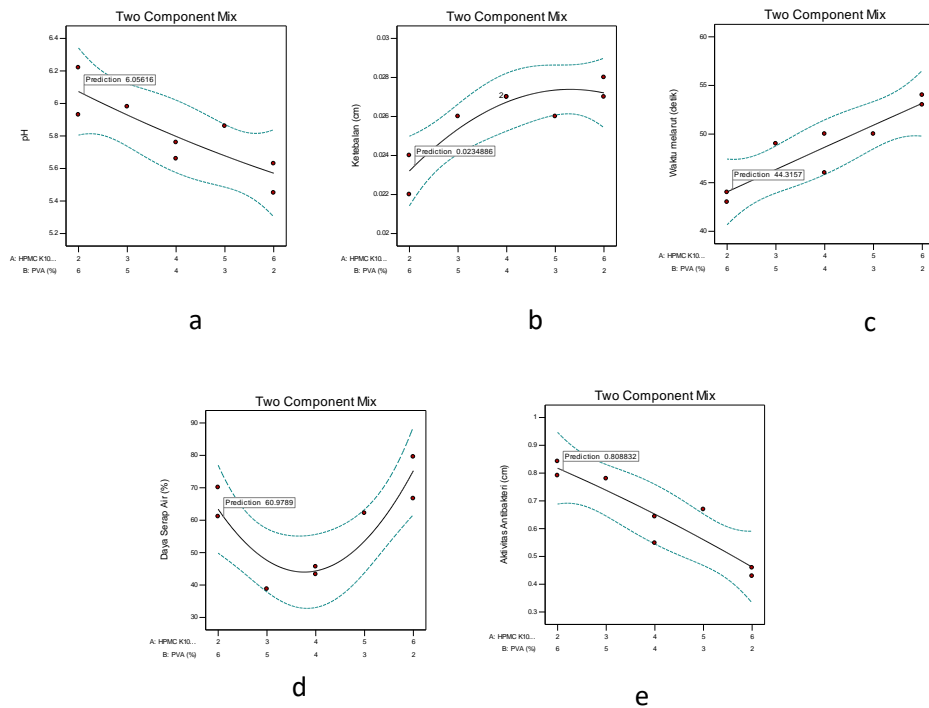 Two Component Mix
6.4
6.2
6
5.8
5.6
5.4
5.2
pH
Prediction 6.05616
2 3 4 5 6
6 5 4 3 2
A: HPMC K10...
B: PVA (%)
a
Two Component Mix
0.03
0.028
0.026
0.024
0.022
0.02
Ketebalan (cm)
2
Prediction 0.0234886
2 3 4 5 6
6 5 4 3 2
A: HPMC K10...
B: PVA (%)
b
Two Component Mix
60
55
50
45
40
Waktu melarut (detik)
Prediction 44.3157
2 3 4 5 6
6 5 4 3 2
A: HPMC K10...
B: PVA (%)
c
Two Component Mix
90
80
70
60
50
40
30
Daya Serap Air (%)
Prediction 60.9789
2 3 4 5 6
6 5 4 3 2
A: HPMC K10...
B: PVA (%)
d
Two Component Mix
1
0.9
0.8
0.7
0.6
0.5
0.4
0.3
Aktivitas Antibakteri (cm)
Prediction 0.808832
2 3 4 5 6
6 5 4 3 2
A: HPMC K10...
B: PVA (%)
e